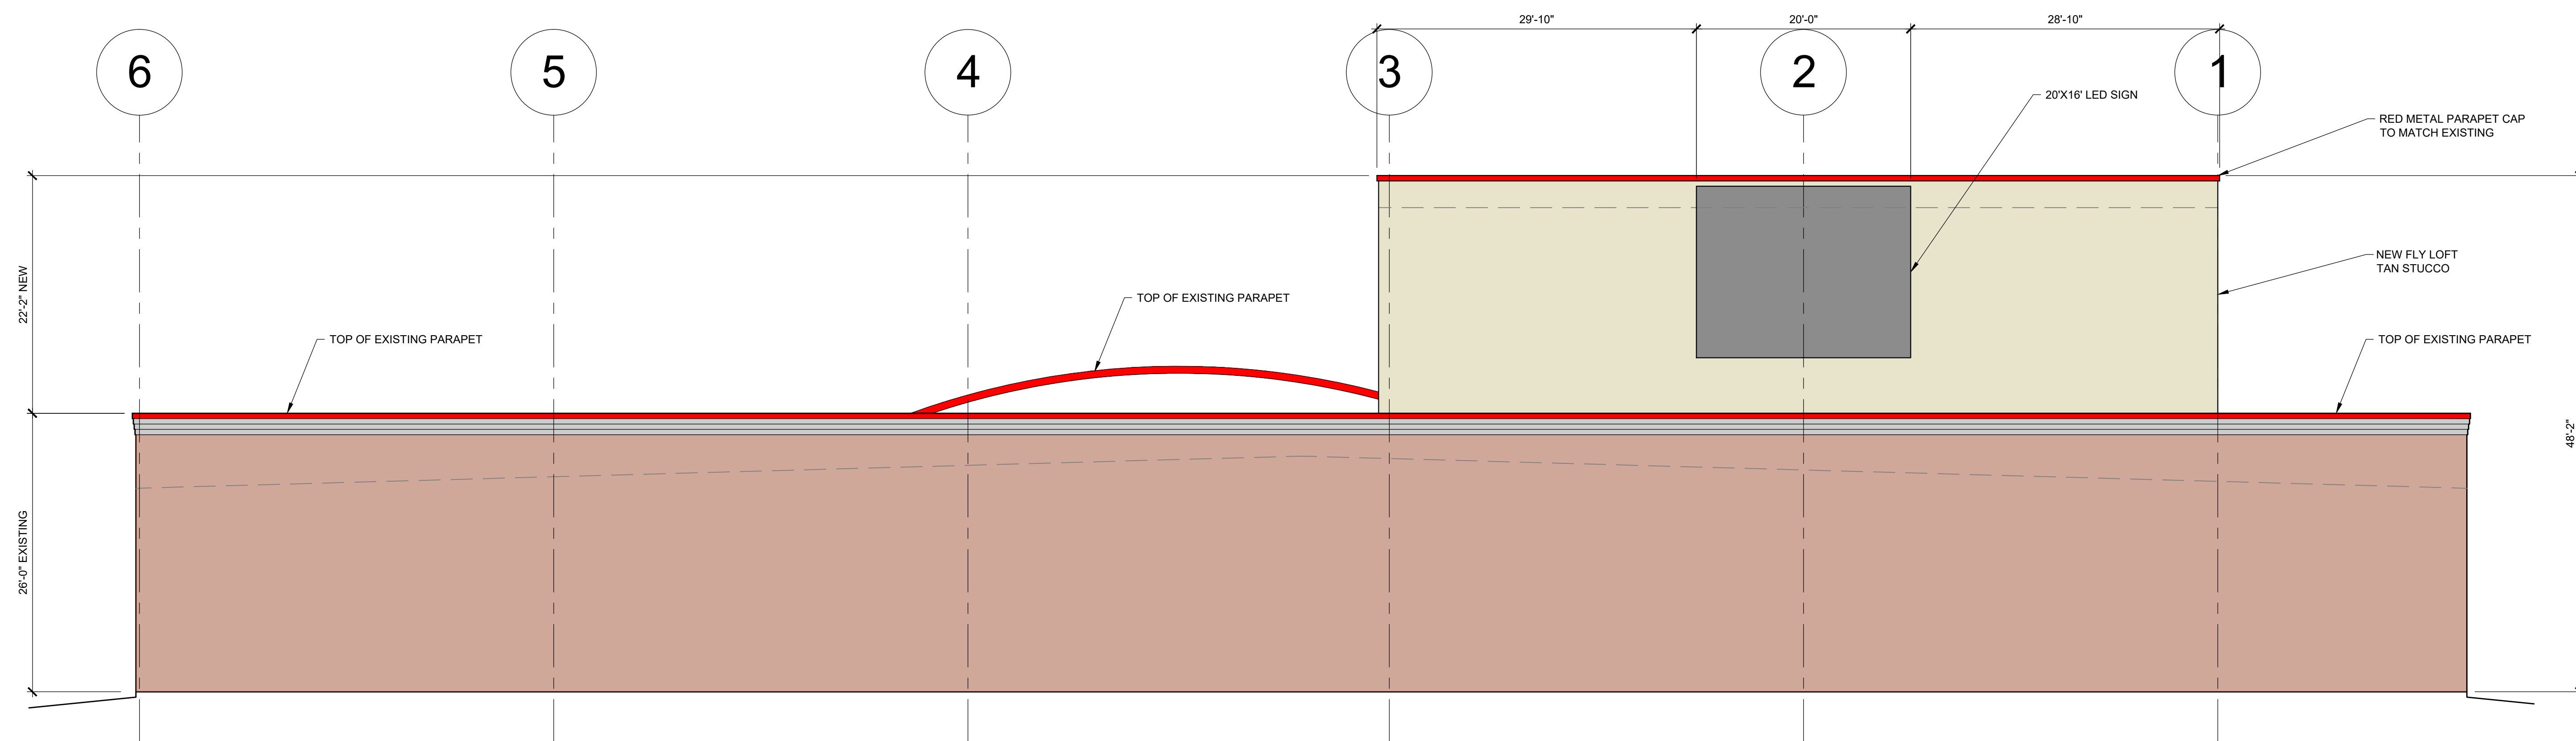 29'-10"
20'-0"
28'-10"
6
5
4
3
2
1
20'X16' LED SIGN
RED METAL PARAPET CAP
TO MATCH EXISTING
22'-2" NEW
NEW FLY LOFT
TAN STUCCO
TOP OF EXISTING PARAPET
TOP OF EXISTING PARAPET
TOP OF EXISTING PARAPET
48'-2"
26'-0" EXISTING